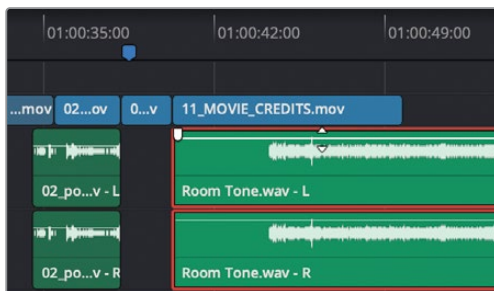 01:00:35:00 01:00:42:00 01:00:49:00
...mov 02...ov 0...v 11_MOVIE_CREDITS.mov
02_po...v - L Room Tone.wav - L
02_po...v - R Room Tone.wav - R